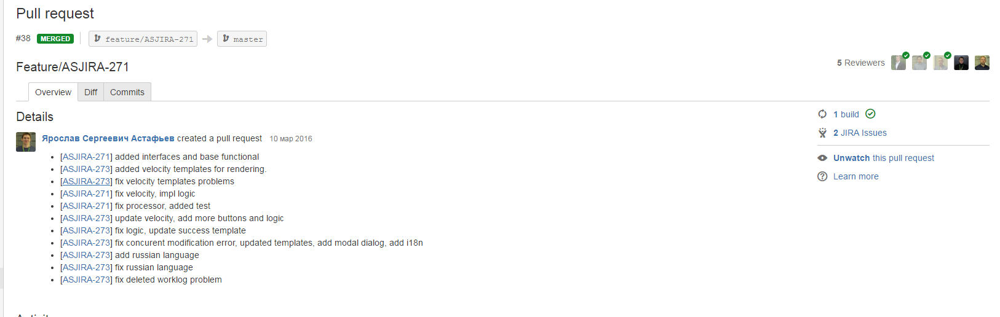 Pull request
#38 MERGED feature/ASJIRA-271 master
Feature/ASJIRA-271
5 Reviewers
Overview Diff Commits
Details
Ярослав Сергеевич Астафьев created a pull request 10 мар 2016
[ASJIRA-271] added interfaces and base functional
[ASJIRA-273] added velocity templates for rendering.
[ASJIRA-273] fix velocity templates problems
[ASJIRA-271] fix velocity, impl logic
[ASJIRA-271] fix processor, added test
[ASJIRA-273] update velocity, add more buttons and logic
[ASJIRA-273] fix logic, update success template
[ASJIRA-273] fix concurent modification error, updated templates, add modal dialog, add i18n
[ASJIRA-273] add russian language
[ASJIRA-273] fix russian language
[ASJIRA-273] fix deleted worklog problem
1 build
2 JIRA Issues
Unwatch this pull request
Learn more